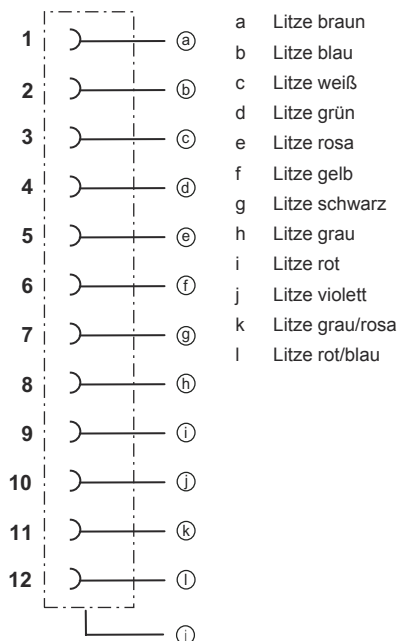 1 a
2 b
3 c
4 d
5 e
6 f
7 g
8 h
9 i
10 j
11 k
12 l
a Litze braun
b Litze blau
c Litze weiß
d Litze grün
e Litze rosa
f Litze gelb
g Litze schwarz
h Litze grau
i Litze rot
j Litze violett
k Litze grau/rosa
l Litze rot/blau